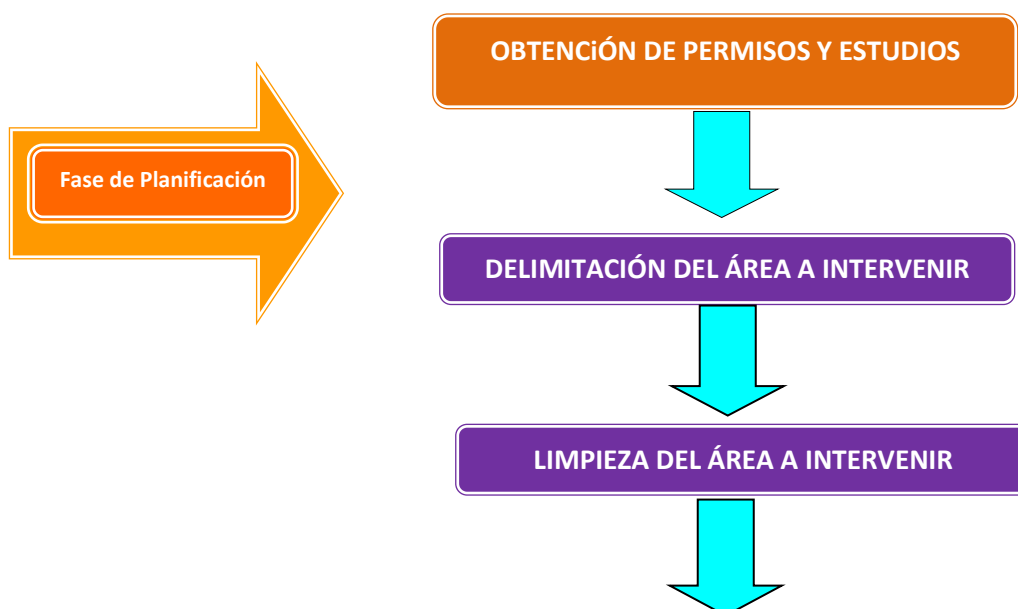 OBTENCiÓN DE PERMISOS Y ESTUDIOS
Fase de Planificación
DELIMITACIÓN DEL ÁREA A INTERVENIR
LIMPIEZA DEL ÁREA A INTERVENIR